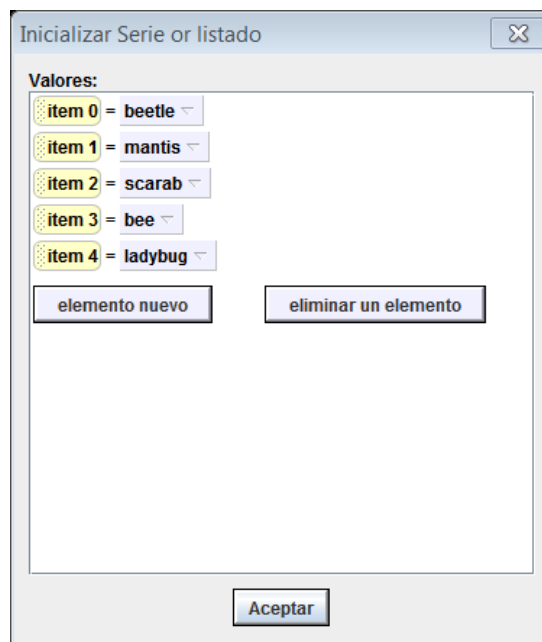 Inicializar Serie or listado
Valores:
item 0 = beetle
item 1 = mantis
item 2 = scarab
item 3 = bee
item 4 = ladybug
elemento nuevo eliminar un elemento
Aceptar